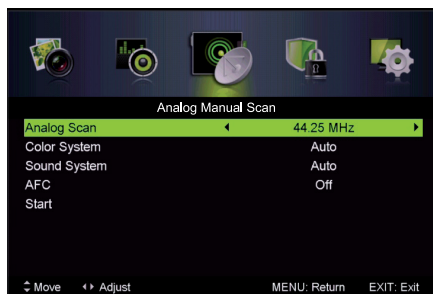 Analog Manual Scan
Analog Scan 44.25 MHz
Color System Auto
Sound System Auto
AFC Off
Start
Move Adjust MENU: Return EXIT: Exit